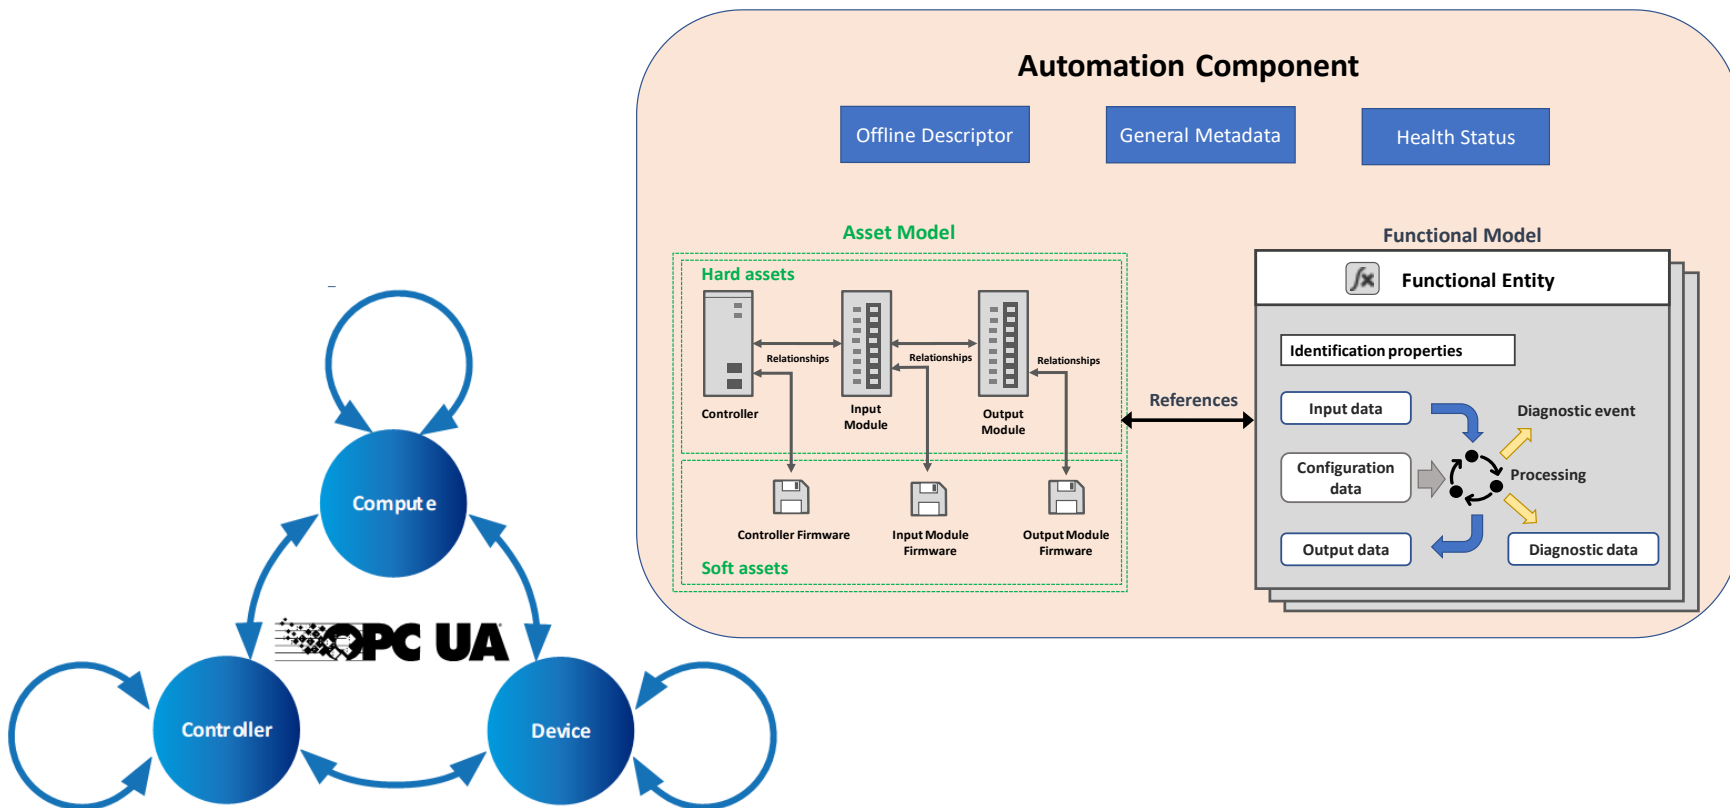 Automation Component
Offline Descriptor
General Metadata
Health Status
Asset Model
Hard assets
Relationships
Relationships
Relationships
Controller
Input
Module
Output
Module
Controller Firmware
Input Module
Firmware
Output Module
Firmware
Soft assets
References
Functional Model
fx
Functional Entity
Identification properties
Input data
Configuration
data
Output data
Diagnostic event
Processing
Diagnostic data
Compute
OPC UA
Controller
Device